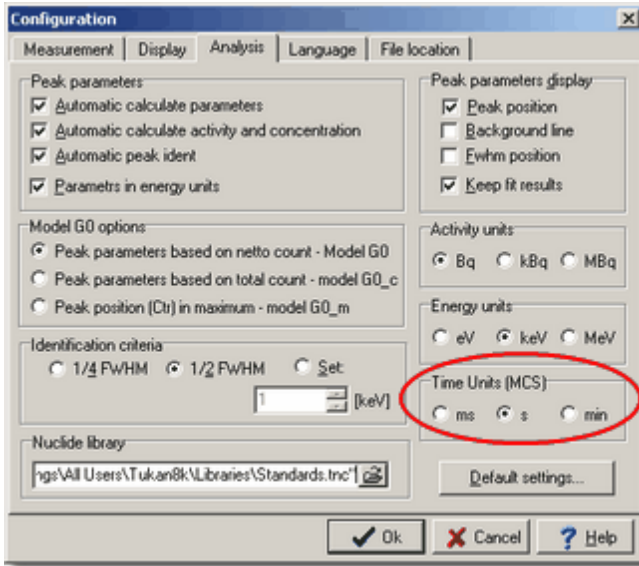 Configuration
Measurement
Display
Analysis
Language
File location
Peak parameters
Automatic calculate parameters
Automatic calculate activity and concentration
Automatic peak ident
Parametrs in energy units
Model G0 options
Peak parameters based on netto count - Model G0
Peak parameters based on total count - model G0_c
Peak position (Ctr) in maximum - model G0_m
Identification criteria
1/4 FWHM
1/2 FWHM
Set:
1
[keV]
Nuclide library
ngs\All Users\Tukan8k\Libraries\Standards.tnc"
Peak parameters display
Peak position
Background line
Fwhm position
Keep fit results
Activity units
Bq
kBq
MBq
Energy units
eV
keV
MeV
Time Units (MCS)
ms
s
min
Default settings...
Ok
Cancel
Help